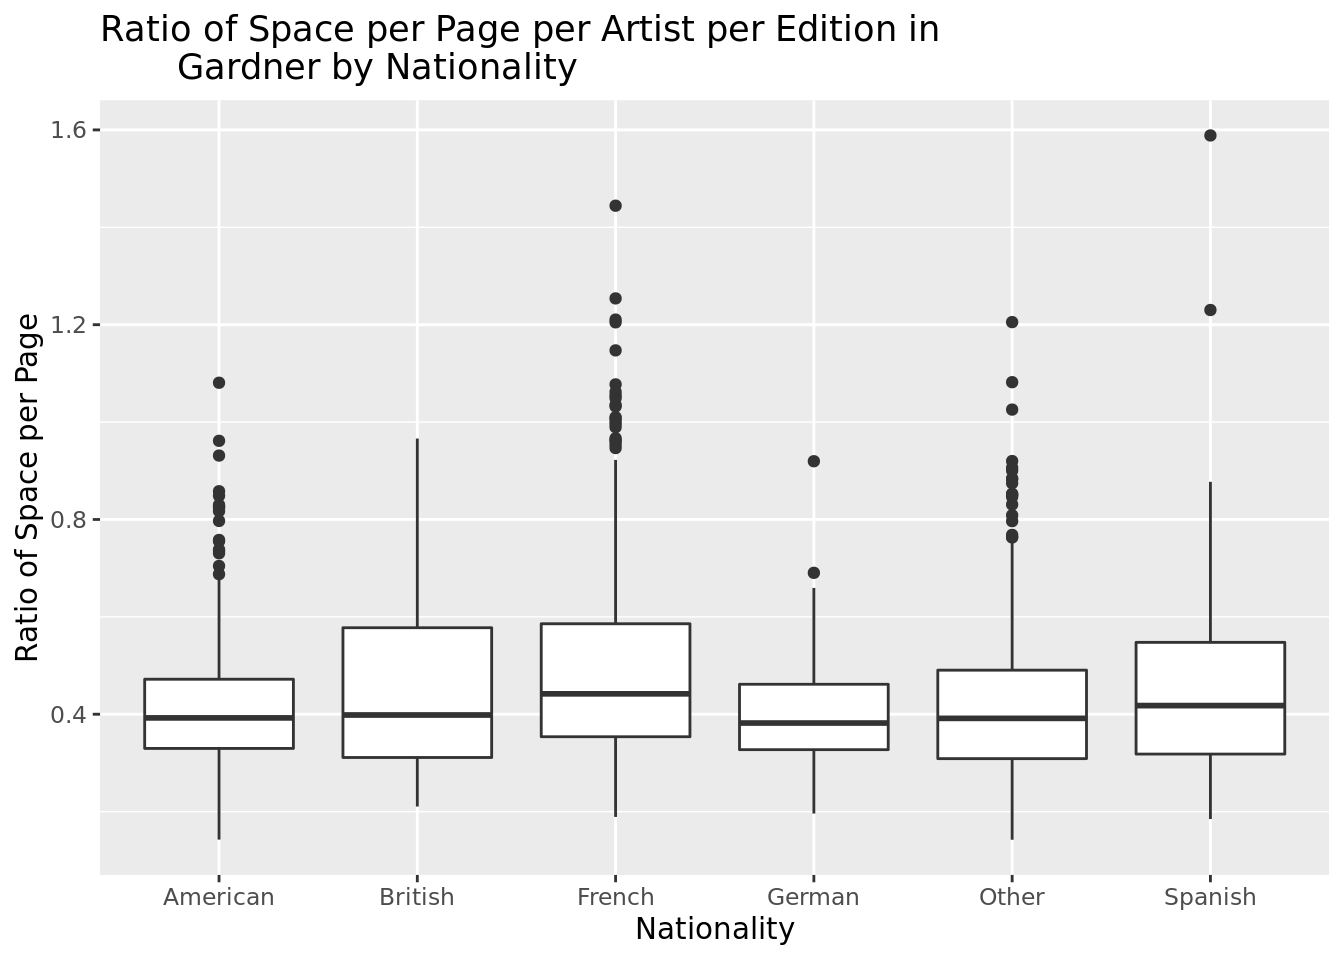 Ratio of Space per Page per Artist per Edition in
Gardner by Nationality
Ratio of Space per Page
1.6
1.2
0.8
0.4
American British French German Other Spanish
Nationality